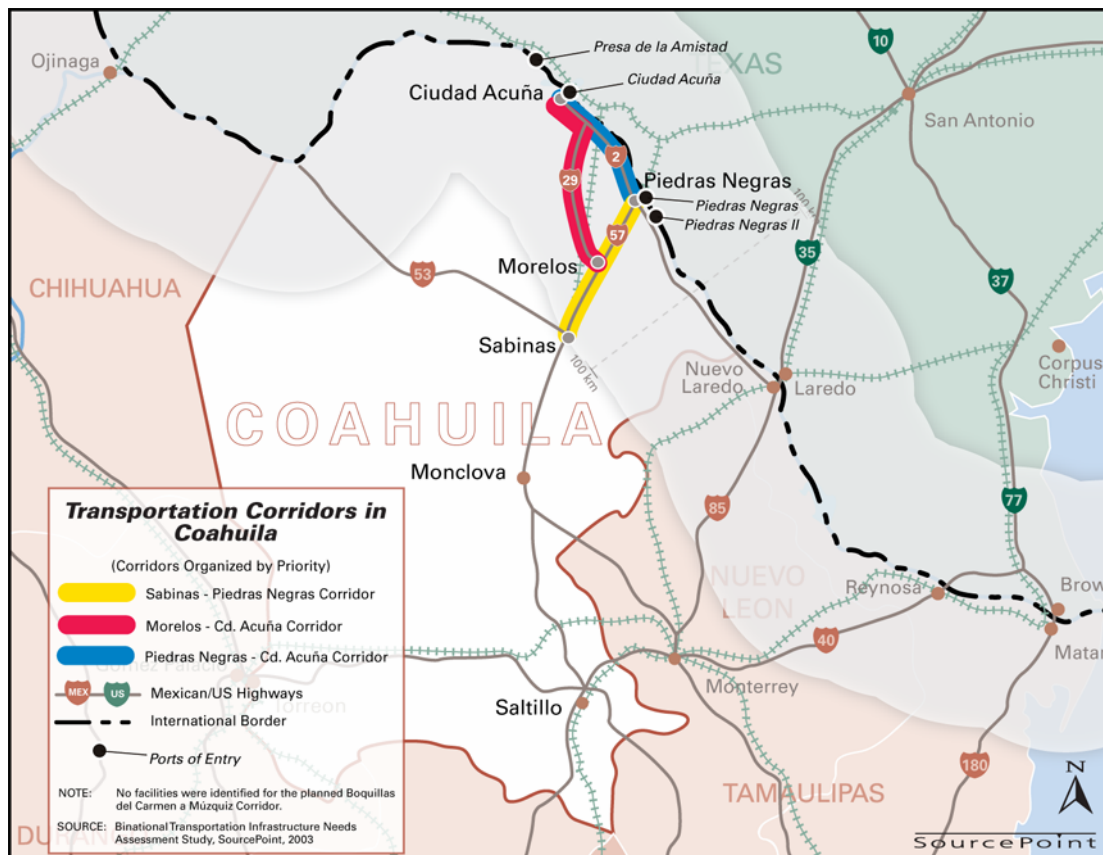 Presa de la Amistad
10
TEXAS
Ojinaga
Ciudad Acuña
Ciudad Acuña
San Antonio
2
29
Piedras Negras
Piedras Negras
Piedras Negras II
100 km
57
35
Morelos
53
37
CHIHUAHUA
Sabinas
100 km
Nuevo
Laredo
Laredo
Corpus
Christi
COAHUILA
Monclova
85
77
NUEVO
LEON
Reynosa
Brow
40
Matau
Monterrey
Saltillo
180
TAMAULIPAS
N
Transportation Corridors in
Coahuila
(Corridors Organized by Priority)
Sabinas - Piedras Negras Corridor
Morelos - Cd. Acuña Corridor
Piedras Negras - Cd. Acuña Corridor
Gómez Palacio
MEX
US
Mexican/US Highways
Torreon
International Border
Ports of Entry
NOTE: No facilities were identified for the planned Boquillas
del Carmen a Múzquiz Corridor.
SOURCE: Binational Transportation Infrastructure Needs
Assessment Study, SourcePoint, 2003
SourcePoint